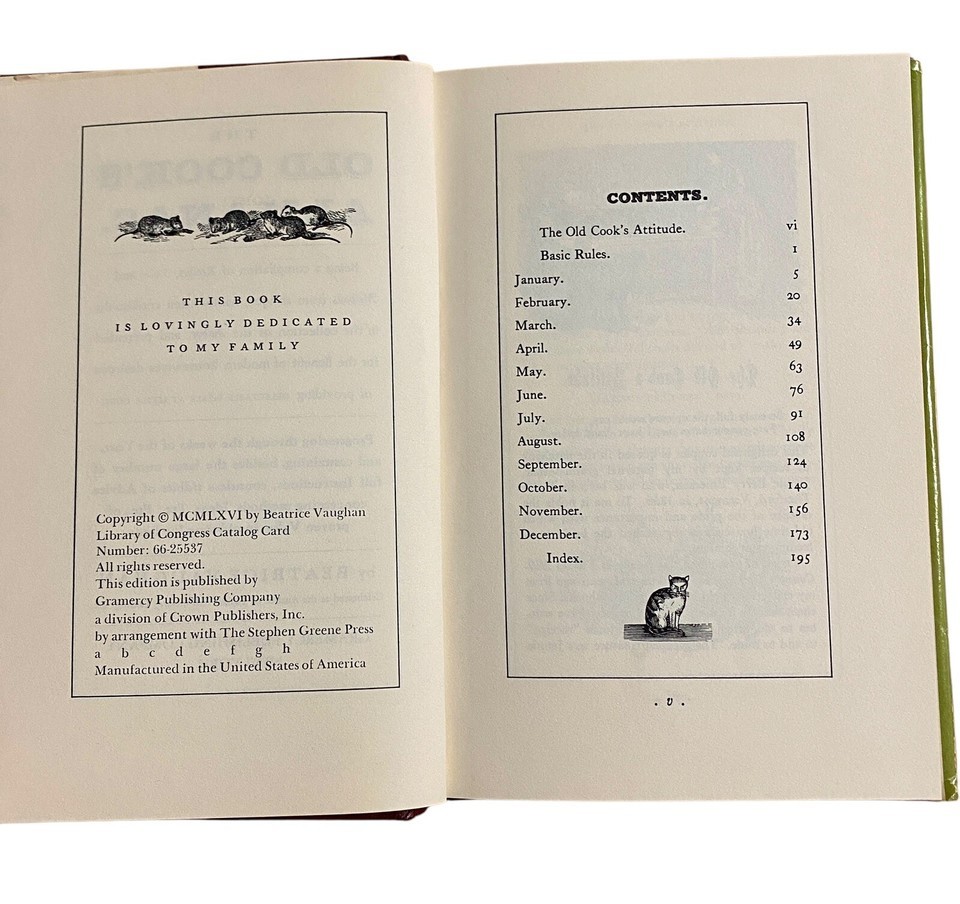 THIS BOOK
IS LOVINGLY DEDICATED
TO MY FAMILY
Copyright © MCMLXVI by Beatrice Vaughan
Library of Congress Catalog Card
Number: 66-25537
All rights reserved.
This edition is published by
Gramercy Publishing Company
a division of Crown Publishers, Inc.
by arrangement with The Stephen Greene Press
a b c d e f g h
Manufactured in the United States of America
CONTENTS.
The Old Cook's Attitude. vi
Basic Rules. 1
January. 5
February. 20
March. 34
April. 49
May. 63
June. 76
July. 91
August. 108
September. 124
October. 140
November. 156
December. 173
Index. 195
. v .